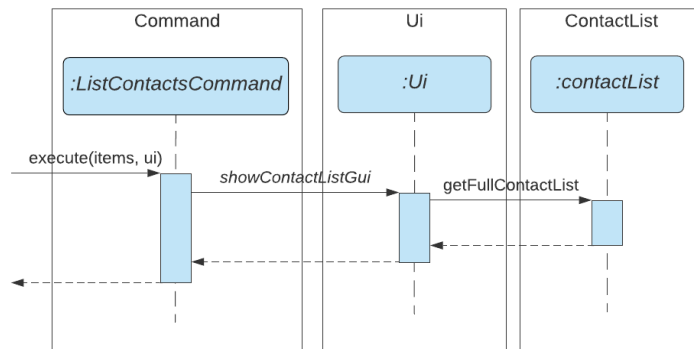 Command
Ui
ContactList
:ListContactsCommand
:Ui
:contactList
execute(items, ui)
showContactListGui
getFullContactList